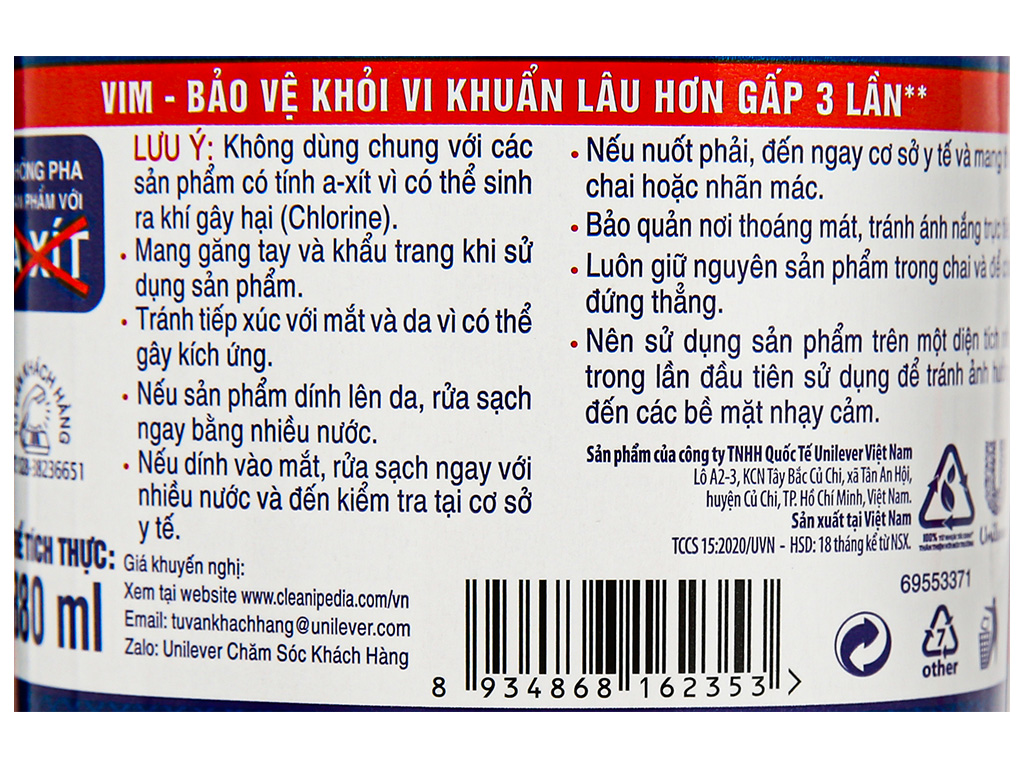 VIM - BẢO VỆ KHỎI VI KHUẨN LÂU HƠN GẤP 3 LẦN**
PHA
PHẨM VỚI
XÍT
KHÁCH HÀNG
38236651
TÍCH THỰC:
ml
LƯU Ý: Không dùng chung với các
sản phẩm có tính a-xít vì có thể sinh
ra khí gây hại (Chlorine).
• Mang găng tay và khẩu trang khi sử
dụng sản phẩm.
• Tránh tiếp xúc với mắt và da vì có thể
gây kích ứng.
• Nếu sản phẩm dính lên da, rửa sạch
ngay bằng nhiều nước.
• Nếu dính vào mắt, rửa sạch ngay với
nhiều nước và đến kiểm tra tại cơ sở
y tế.
Giá khuyến nghị:
Xem tại website www.cleanipedia.com/vn
Email: tuvankhachhang@unilever.com
Zalo: Unilever Chăm Sóc Khách Hàng
• Nếu nuốt phải, đến ngay cơ sở y tế và mang
chai hoặc nhãn mác.
• Bảo quản nơi thoáng mát, tránh ánh nắng trực
• Luôn giữ nguyên sản phẩm trong chai và để
đứng thẳng.
• Nên sử dụng sản phẩm trên một diện tích
trong lần đầu tiên sử dụng để tránh ảnh
đến các bề mặt nhạy cảm.
Sản phẩm của công ty TNHH Quốc Tế Unilever Việt Nam
Lô A2-3, KCN Tây Bắc Củ Chi, xã Tân An Hội,
huyện Củ Chi, TP. Hồ Chí Minh, Việt Nam.
Sản xuất tại Việt Nam
TCCS 15:2020/UVN - HSD: 18 tháng kể từ NSX.
69553371
7
other
8 934868 162353 >